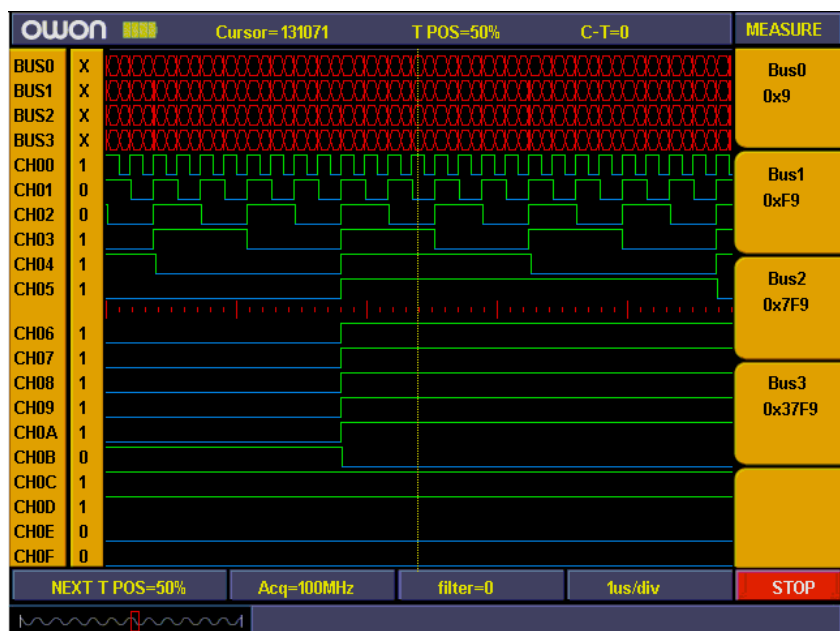 owon Cursor=131071 T POS=50% C-T=0 MEASURE
BUS0 X
BUS1 X
BUS2 X
BUS3 X
CH00 1
CH01 0
CH02 0
CH03 1
CH04 1
CH05 1
CH06 1
CH07 1
CH08 1
CH09 1
CH0A 1
CH0B 0
CH0C 1
CH0D 1
CH0E 0
CH0F 0
Bus0
0x9
Bus1
0xF9
Bus2
0x7F9
Bus3
0x37F9
NEXT T POS=50% Acq=100MHz filter=0 1us/div STOP